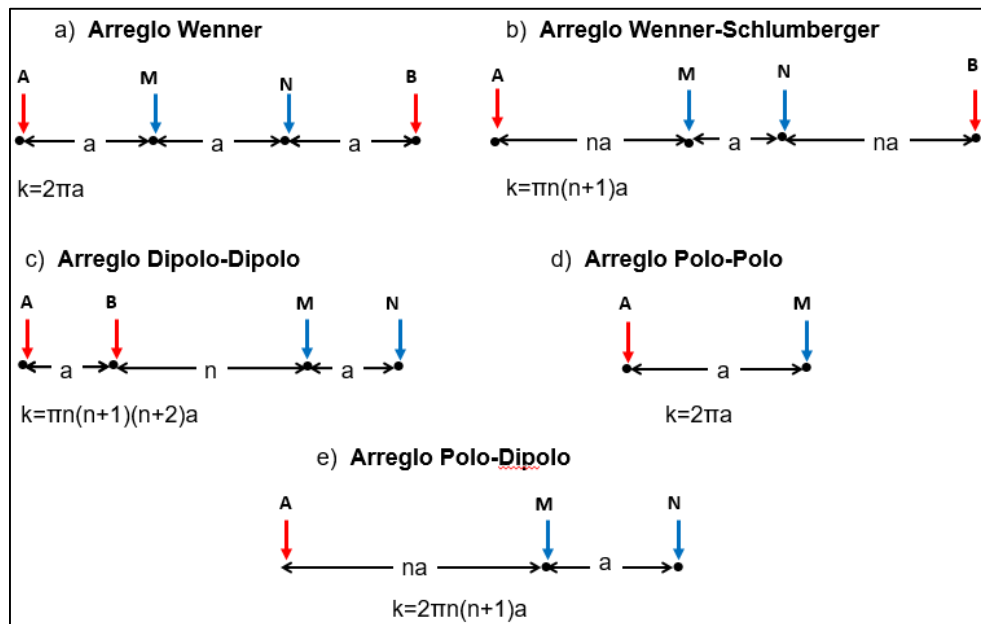 a) Arreglo Wenner
A M N B
a a a
k=2πa
b) Arreglo Wenner-Schlumberger
A M N B
na a na
k=πn(n+1)a
c) Arreglo Dipolo-Dipolo
A B M N
a n a
k=πn(n+1)(n+2)a
d) Arreglo Polo-Polo
A M
a
k=2πa
e) Arreglo Polo-Dipolo
A M N
na a
k=2πn(n+1)a